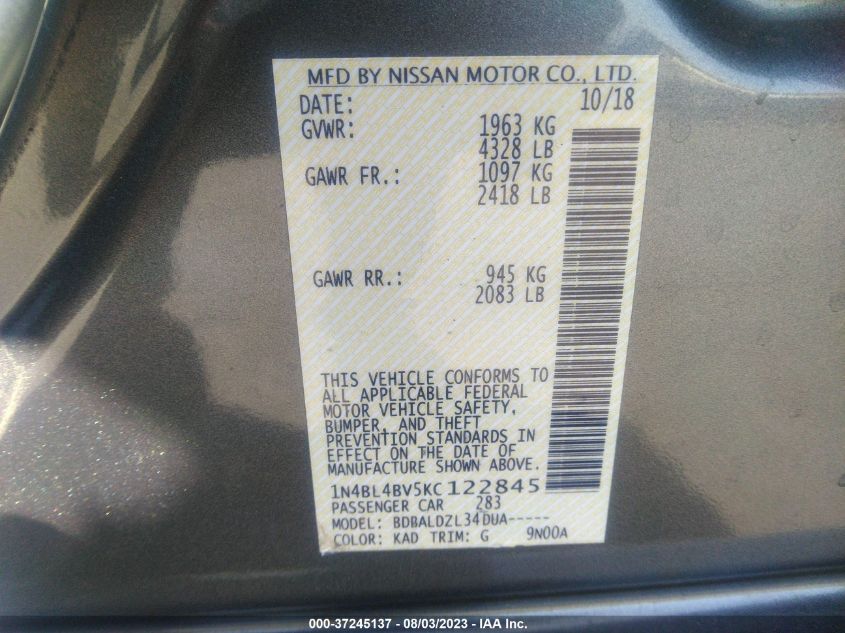 MFD BY NISSAN MOTOR CO., LTD.
DATE: 10/18
GVWR: 1963 KG
4328 LB
GAWR FR.: 1097 KG
2418 LB
GAWR RR.: 945 KG
2083 LB
THIS VEHICLE CONFORMS TO
ALL APPLICABLE FEDERAL
MOTOR VEHICLE SAFETY,
BUMPER, AND THEFT
PREVENTION STANDARDS IN
EFFECT ON THE DATE OF
MANUFACTURE SHOWN ABOVE.
1N4BL4BV5KC122845
PASSENGER CAR 283
MODEL: BDBALDZL34DUA-----
COLOR: KAD TRIM: G 9N00A
000-37245137 - 08/03/2023 - IAA Inc.